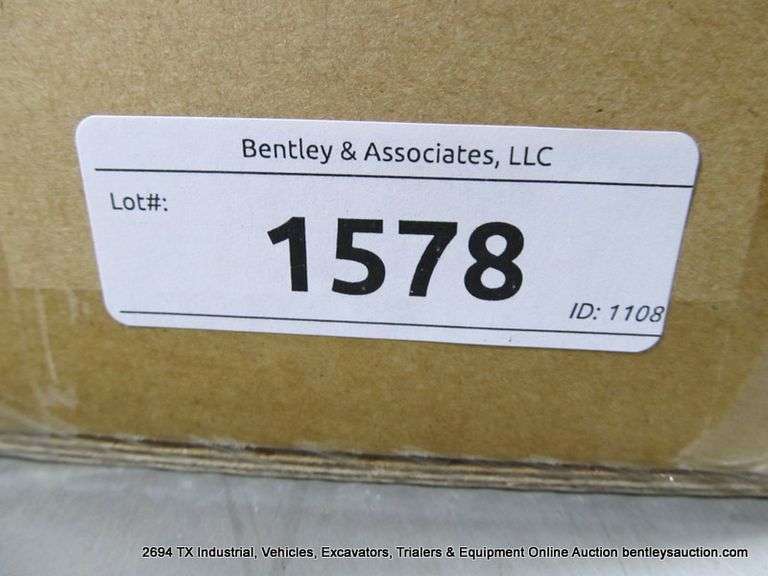 Bentley & Associates, LLC
Lot#:
1578
ID: 1108
2694 TX Industrial, Vehicles, Excavators, Trialers & Equipment Online Auction bentleysauction.com